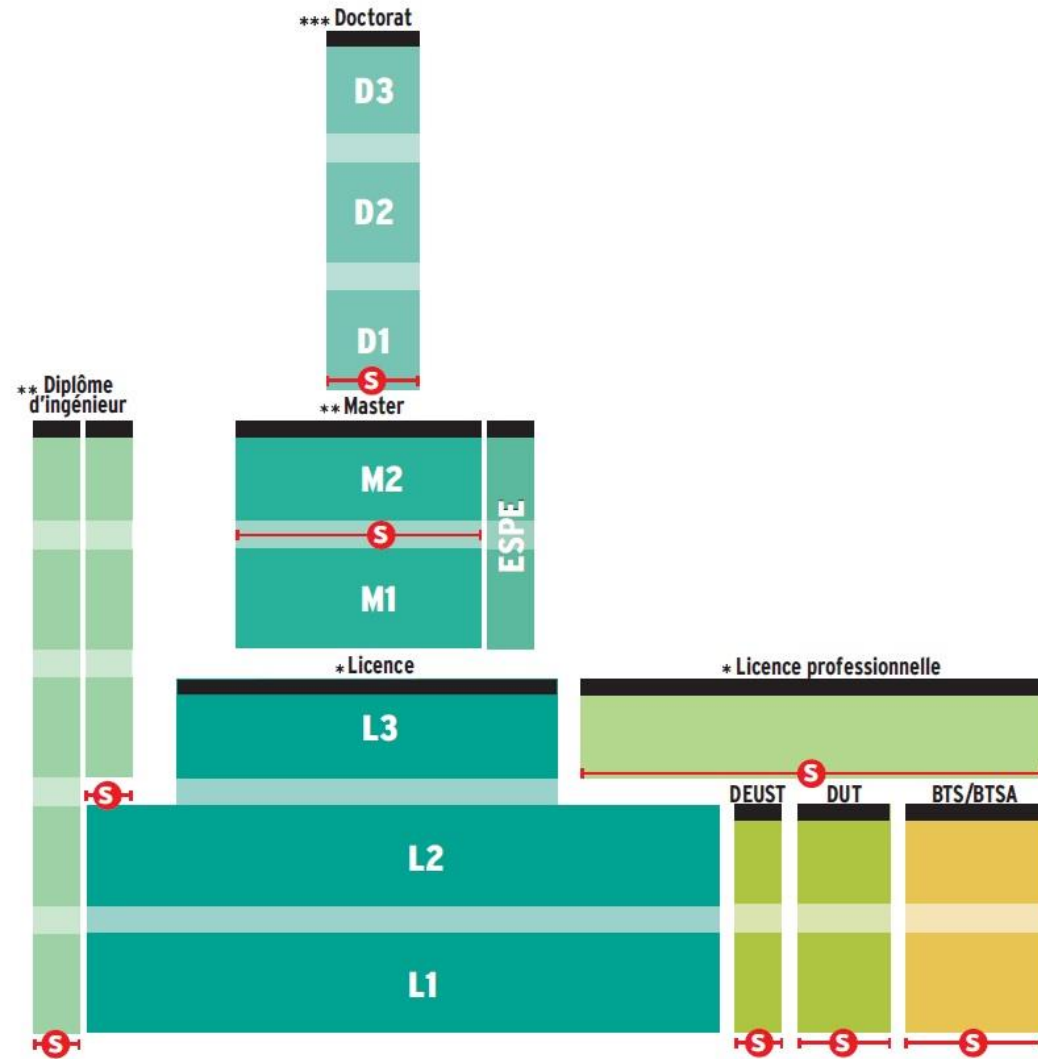 *** Doctorat
D3
D2
D1
S
** Diplôme
d'ingénieur
** Master
M2
S
M1
ESPE
* Licence
* Licence professionnelle
L3
S
S
DEUST
DUT
BTS/BTSA
L2
L1
S
S
S
S